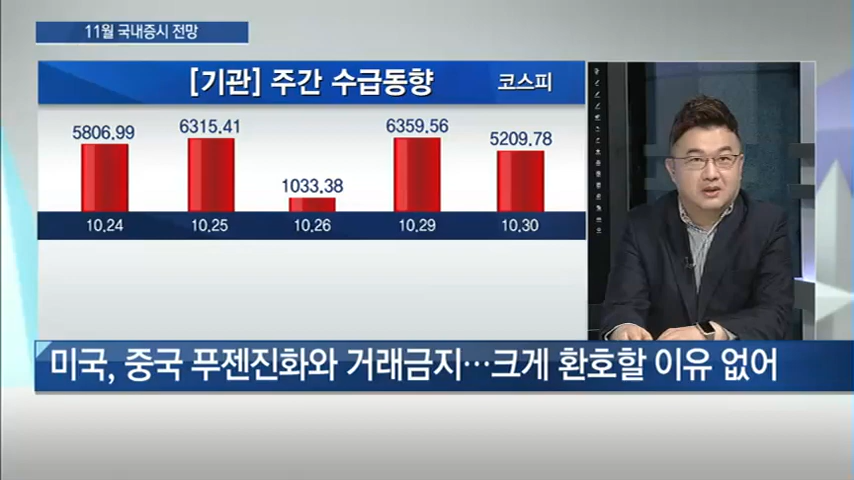 11월 국내증시 전망
[기관] 주간 수급동향 코스피
5806.99 6315.41 1033.38 6359.56 5209.78
10.24 10.25 10.26 10.29 10.30
미국, 중국 푸젠진화와 거래금지…크게 환호할 이유 없어